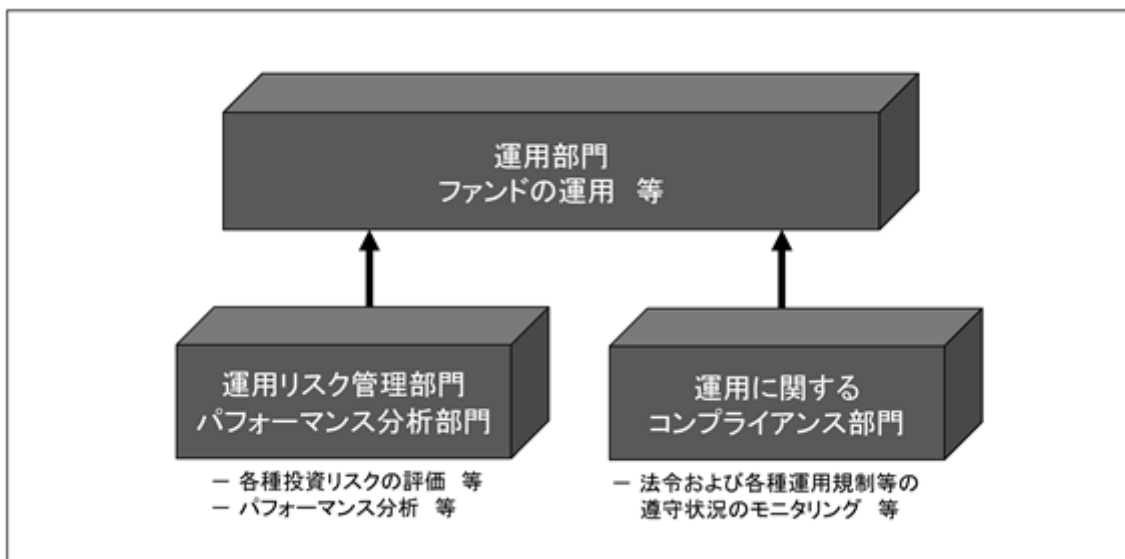 運用部門
ファンドの運用 等
運用リスク管理部門
パフォーマンス分析部門
－ 各種投資リスクの評価 等
－ パフォーマンス分析 等
運用に関する
コンプライアンス部門
－ 法令および各種運用規制等の
遵守状況のモニタリング 等